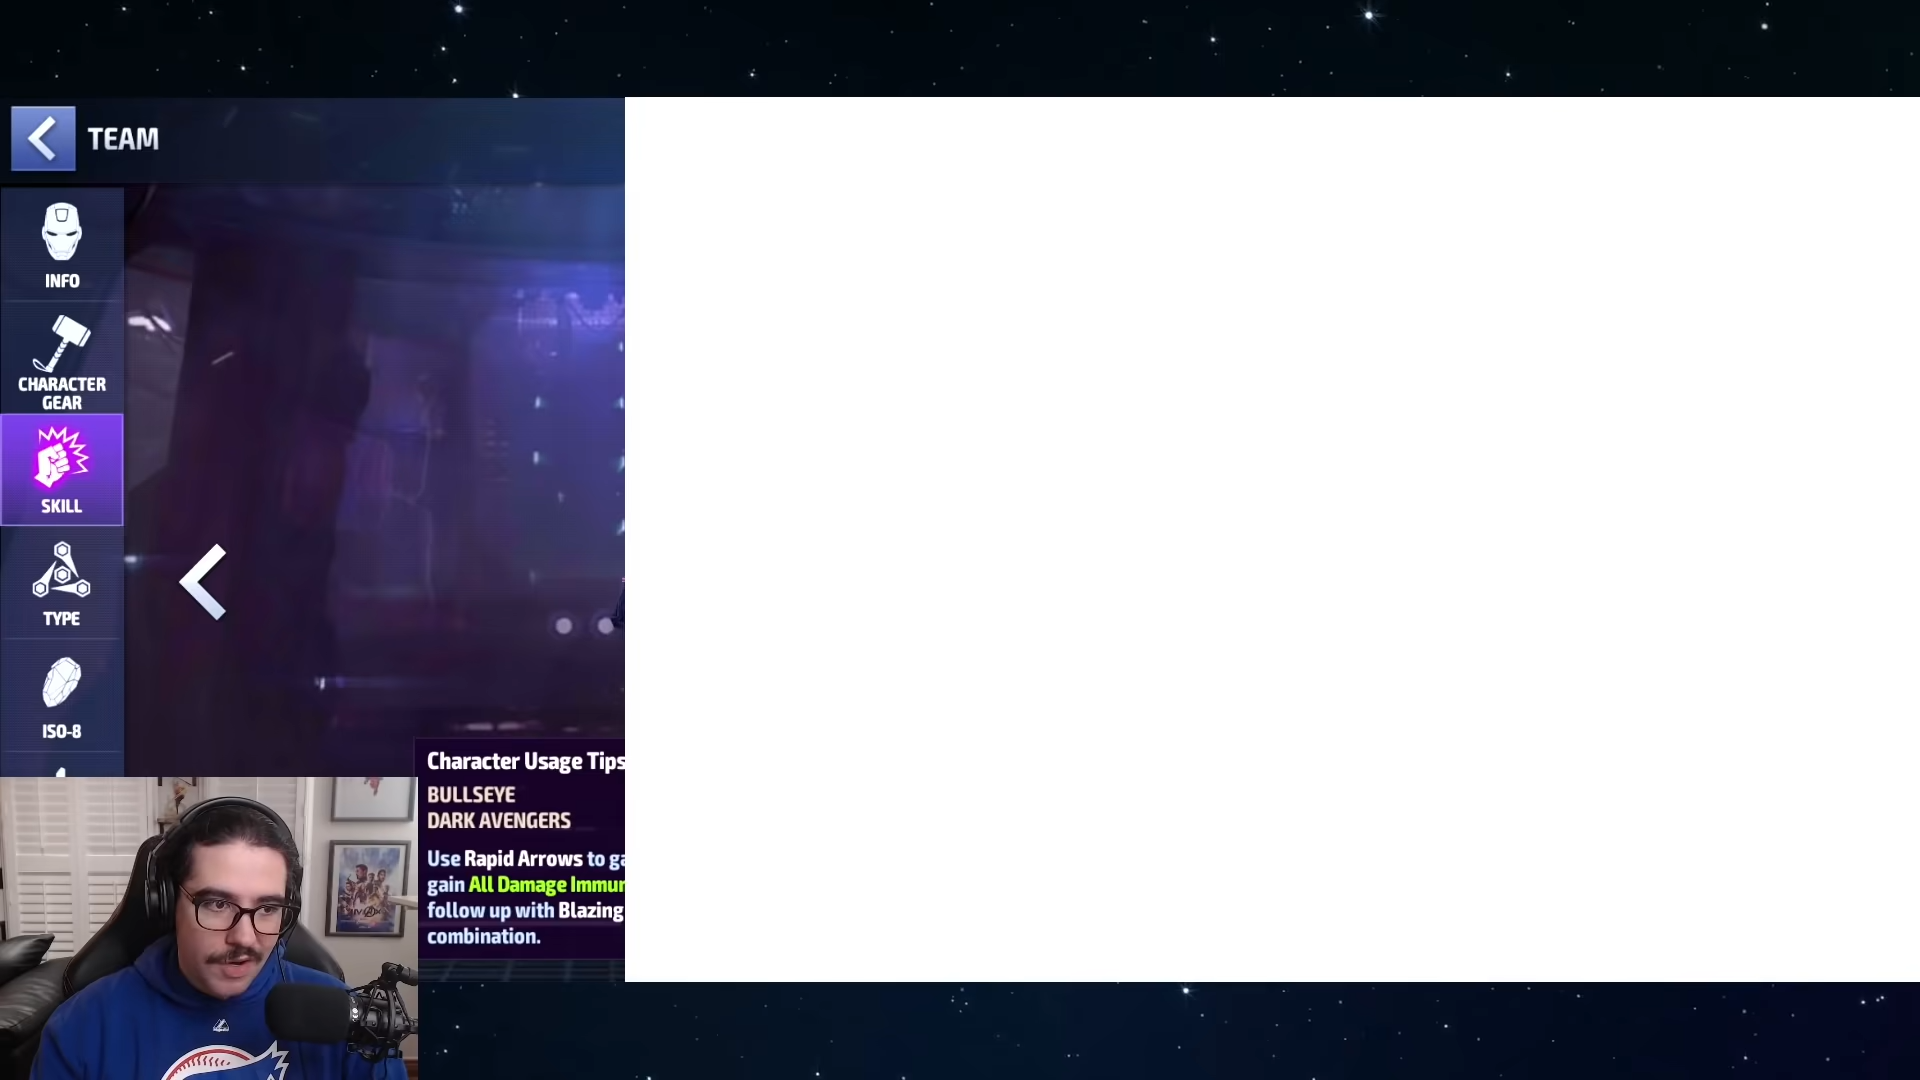 TEAM
INFO
CHARACTER
GEAR
SKILL
TYPE
ISO-8
Character Usage Tips
BULLSEYE
DARK AVENGERS
Use Rapid Arrows to
gain All Damage
follow up with Blazing
combination.